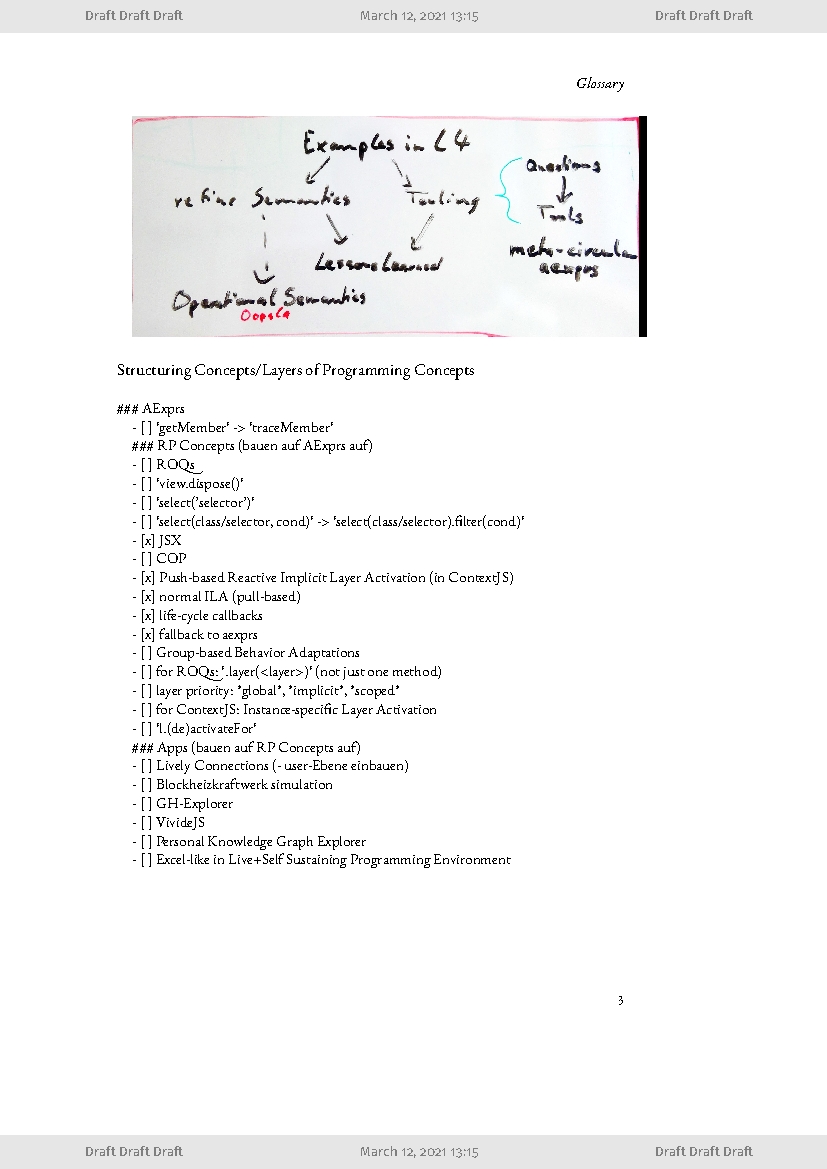 Draft Draft Draft March 12, 2021 13:15 Draft Draft Draft
Glossary
Examples in L4
refine Semantics Tooling
Lessons Learned
Operational Semantics
Oopsla
Questions
Tools
meta-circular
aexprs
Structuring Concepts/Layers of Programming Concepts
### AExprs
- [ ] 'getMember' -> 'traceMember'
### RP Concepts (bauen auf AExprs auf)
- [ ] ROQs
- [ ] 'view.dispose()'
- [ ] 'select('selector')'
- [ ] 'select(class/selector, cond)' -> 'select(class/selector).filter(cond)'
- [x] JSX
- [ ] COP
- [x] Push-based Reactive Implicit Layer Activation (in ContextJS)
- [x] normal ILA (pull-based)
- [x] life-cycle callbacks
- [x] fallback to aexprs
- [ ] Group-based Behavior Adaptations
- [ ] for ROQs: '.layer(<layer>)' (not just one method)
- [ ] layer priority: *global*, *implicit*, *scoped*
- [ ] for ContextJS: Instance-specific Layer Activation
- [ ] 'l.(de)activateFor'
### Apps (bauen auf RP Concepts auf)
- [ ] Lively Connections (- user-Ebene einbauen)
- [ ] Blockheizkraftwerk simulation
- [ ] GH-Explorer
- [ ] VivideJS
- [ ] Personal Knowledge Graph Explorer
- [ ] Excel-like in Live+Self Sustaining Programming Environment
3
Draft Draft Draft March 12, 2021 13:15 Draft Draft Draft